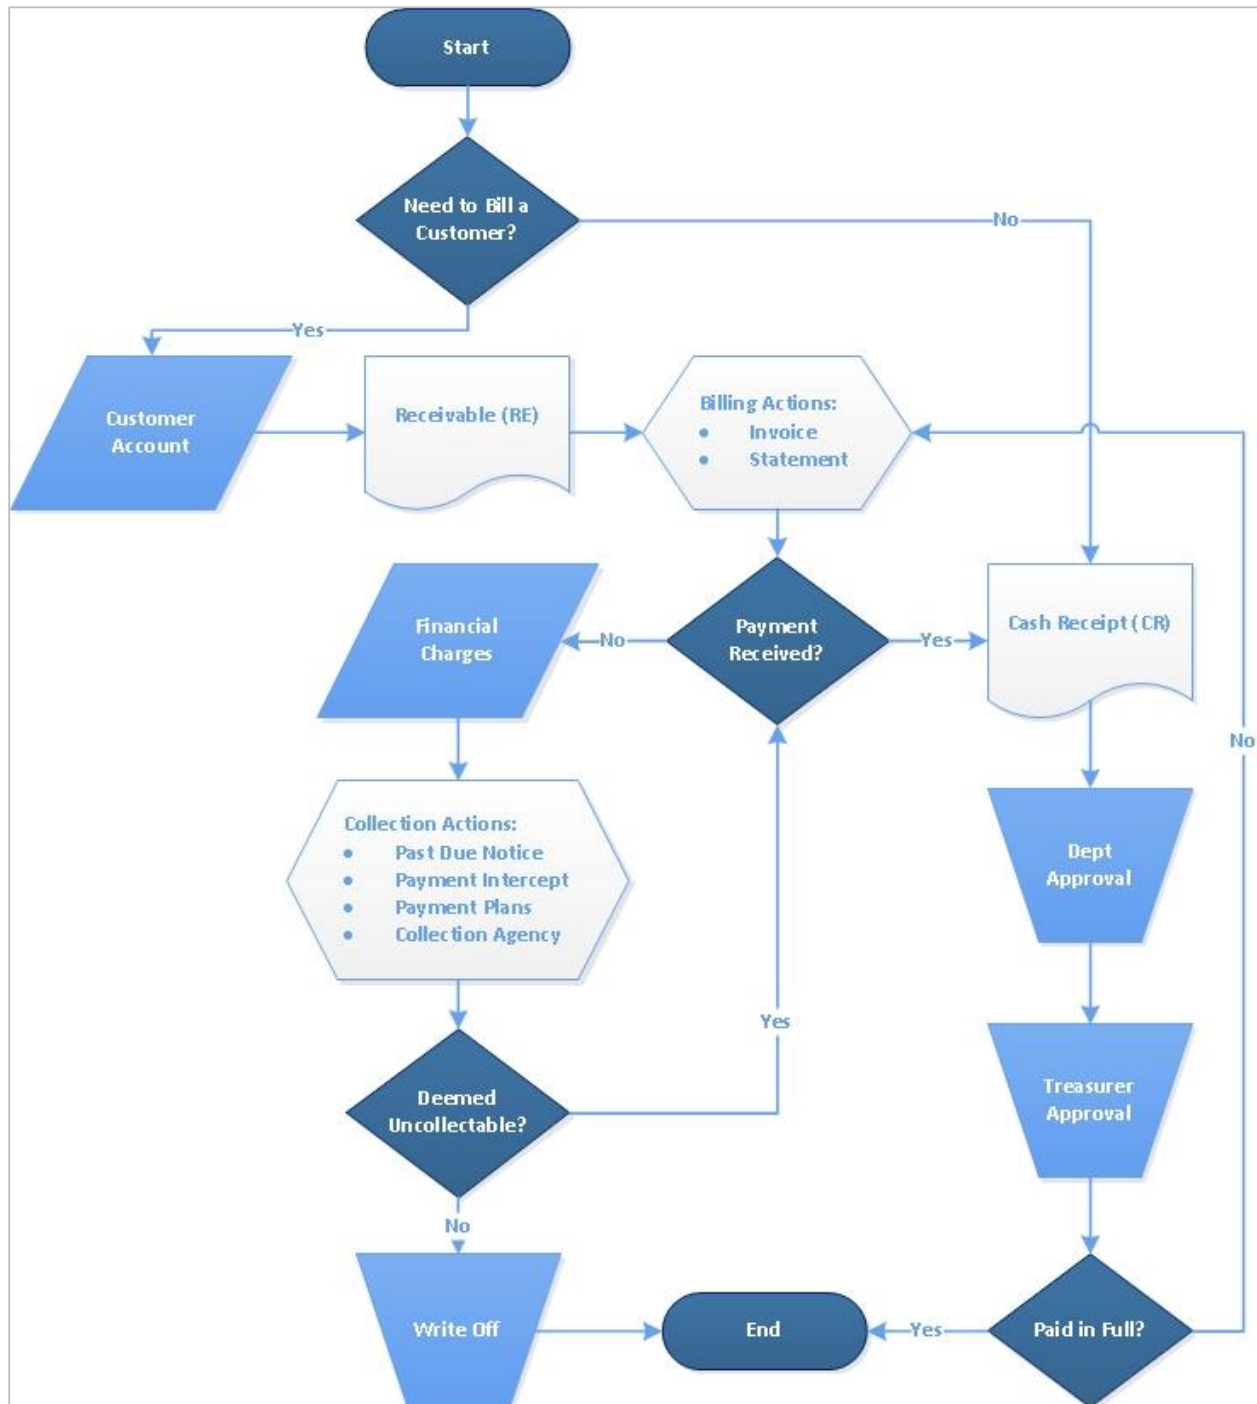 Start
Need to Bill a
Customer?
No
Yes
Customer
Account
Receivable (RE)
Billing Actions:
● Invoice
● Statement
Financial
Charges
No
Payment
Received?
Yes
Cash Receipt (CR)
No
Collection Actions:
● Past Due Notice
● Payment Intercept
● Payment Plans
● Collection Agency
Dept
Approval
Yes
Deemed
Uncollectable?
Treasurer
Approval
No
Write Off
End
Yes
Paid in Full?